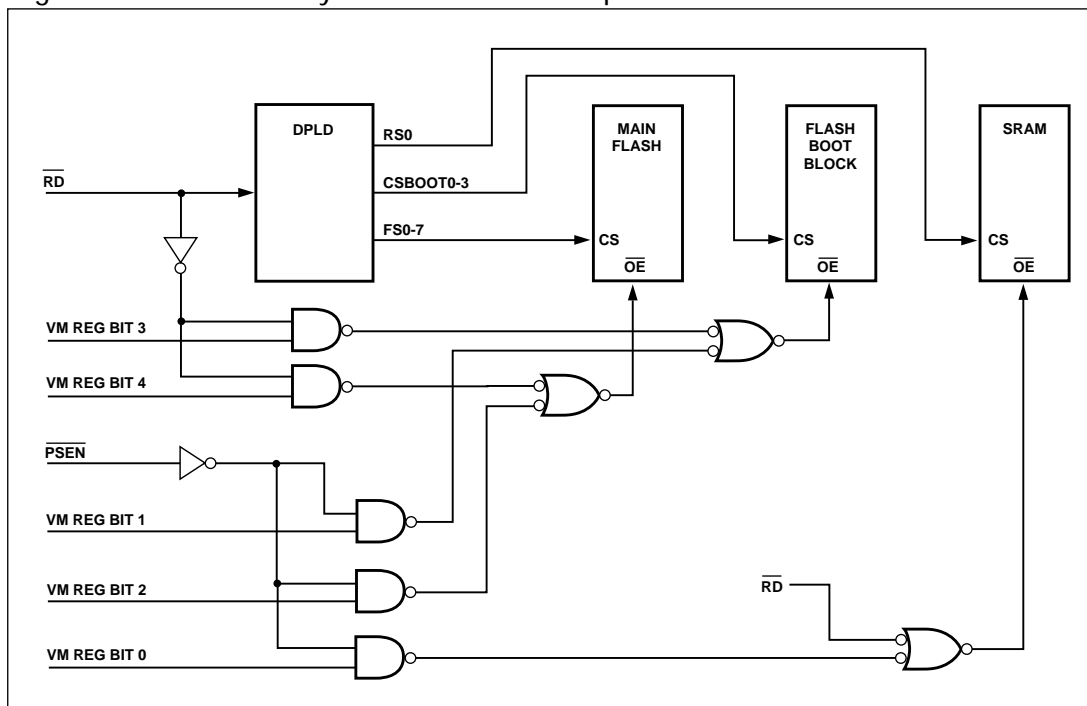 DPLD
RS0
CSBOOT0-3
FS0-7
MAIN
FLASH
CS
OE
FLASH
BOOT
BLOCK
CS
OE
SRAM
CS
OE
RD
VM REG BIT 3
VM REG BIT 4
PSEN
VM REG BIT 1
VM REG BIT 2
VM REG BIT 0
RD